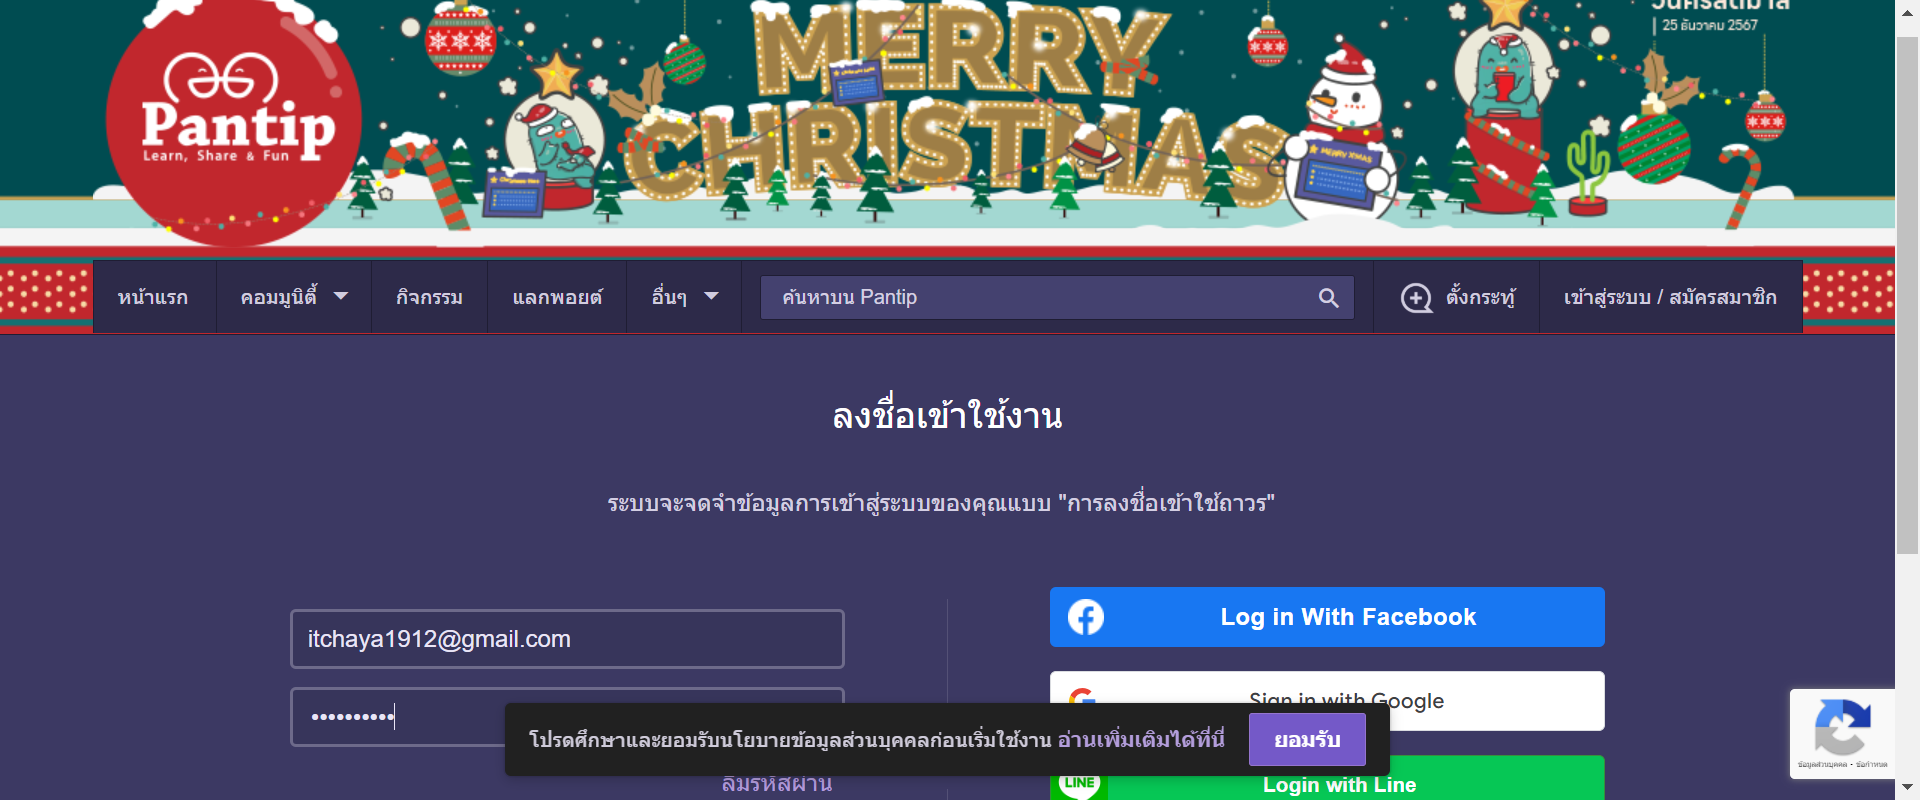 Pantip
Learn, Share & Fun
MERRY
CHRISTMAS
MERRY XMAS
25 ธันวาคม 2567
หน้าแรก
คอมมูนิตี้
กิจกรรม
แลกพอยต์
อื่นๆ
ค้นหาบน Pantip
ตั้งกระทู้
เข้าสู่ระบบ / สมัครสมาชิก
ลงชื่อเข้าใช้งาน
ระบบจะจดจำข้อมูลการเข้าสู่ระบบของคุณแบบ "การลงชื่อเข้าใช้ถาวร"
itchaya1912@gmail.com
••••••••••
ลืมรหัสผ่าน
Log in With Facebook
Sign in with Google
LINE
Login with Line
โปรดศึกษาและยอมรับนโยบายข้อมูลส่วนบุคคลก่อนเริ่มใช้งาน อ่านเพิ่มเติมได้ที่นี่
ยอมรับ
ข้อมูลส่วนบุคคล - ข้อกำหนด